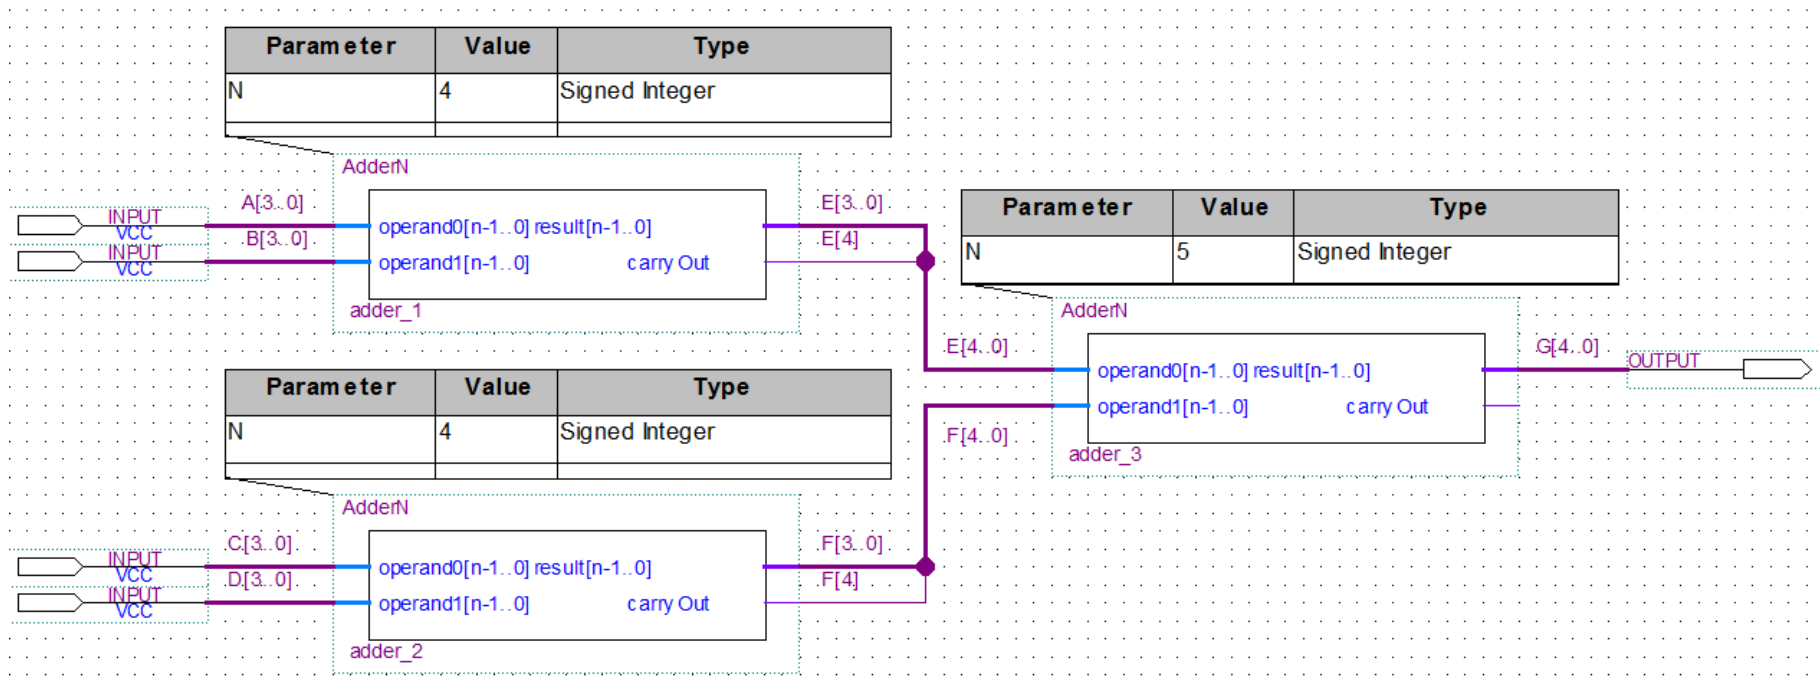 Parameter Value Type
N 4 Signed Integer
AdderN
A[3..0]
INPUT
VCC
B[3..0]
INPUT
VCC
operand0[n-1..0] result[n-1..0]
operand1[n-1..0] carry Out
adder_1
E[3..0]
E[4]
Parameter Value Type
N 5 Signed Integer
AdderN
E[4..0]
operand0[n-1..0] result[n-1..0]
operand1[n-1..0] carry Out
F[4..0]
adder_3
G[4..0]
OUTPUT
Parameter Value Type
N 4 Signed Integer
AdderN
C[3..0]
INPUT
VCC
D[3..0]
INPUT
VCC
operand0[n-1..0] result[n-1..0]
operand1[n-1..0] carry Out
adder_2
F[3..0]
F[4]